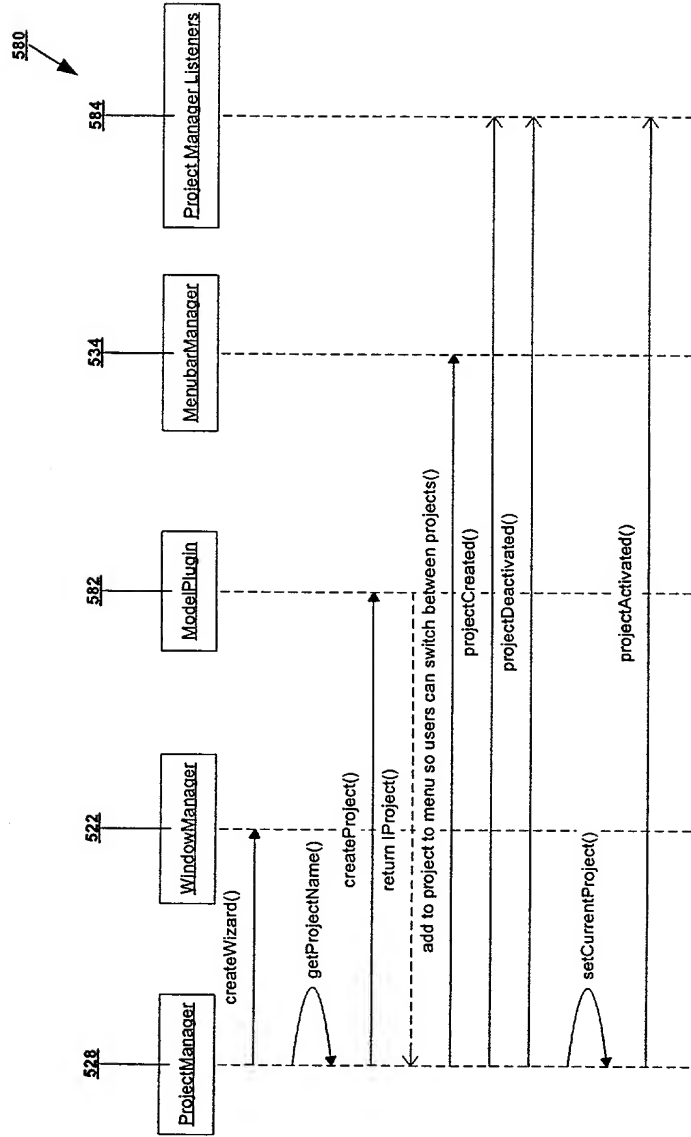 580
528
522
582
534
584
ProjectManager
WindowManager
ModelPlugin
MenubarManager
Project Manager Listeners
createWizard()
getProjectName()
createProject()
return IProject()
add to project to menu so users can switch between projects()
projectCreated()
projectDeactivated()
setCurrentProject()
projectActivated()